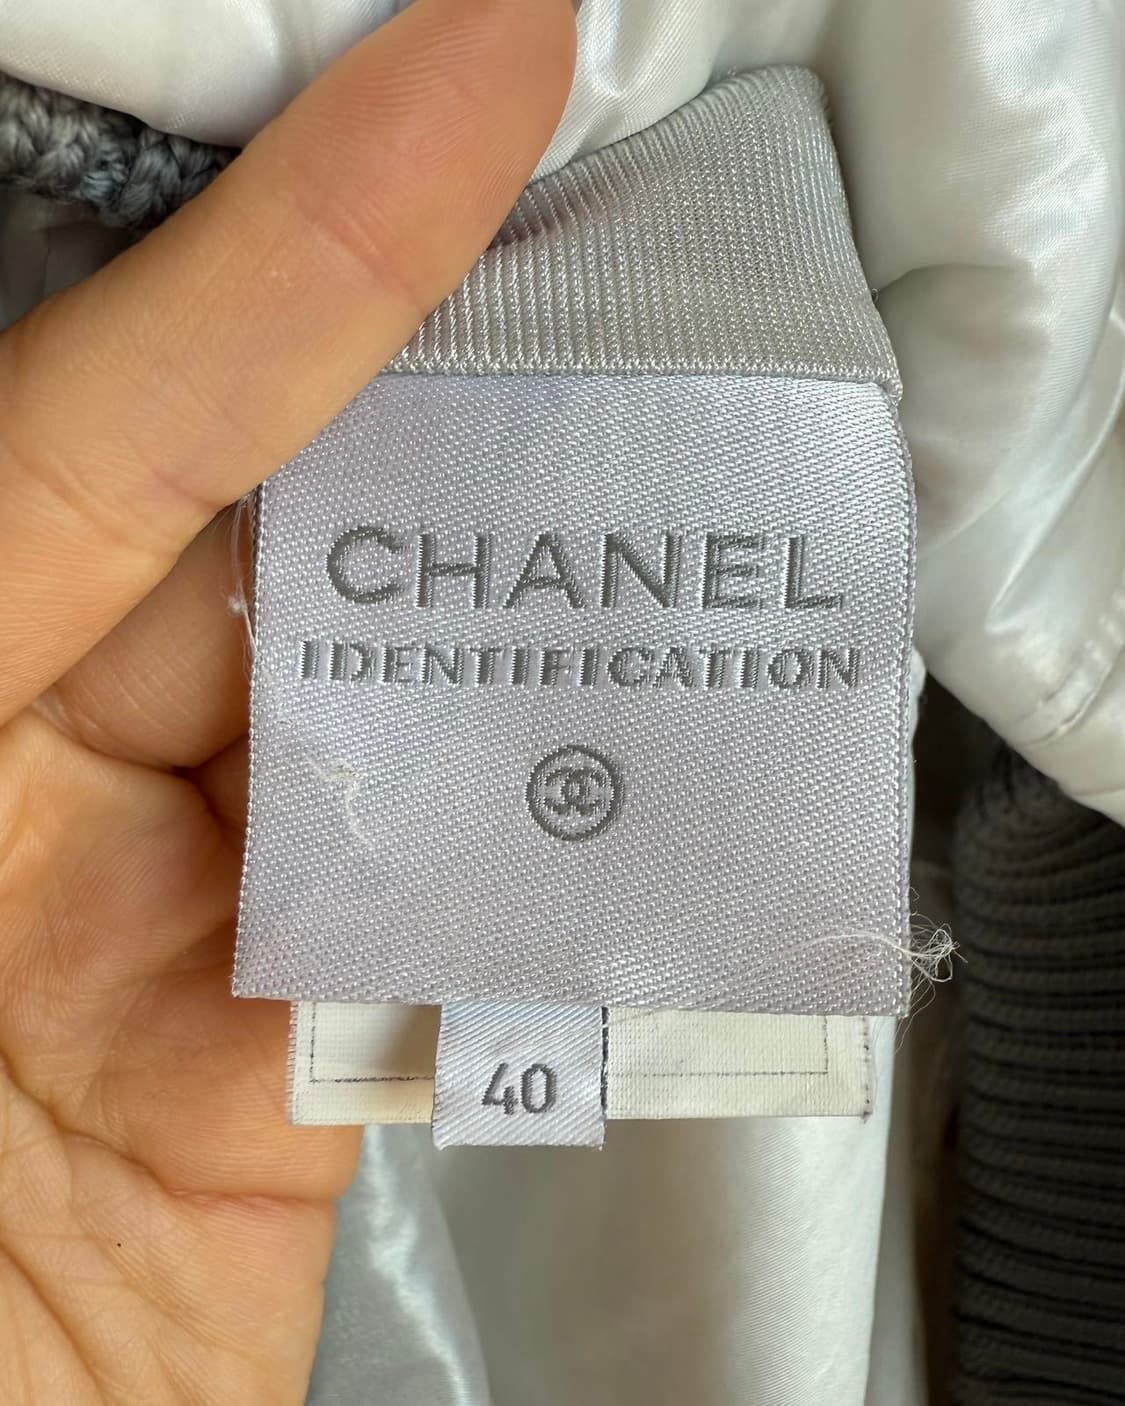 CHANEL
IDENTIFICATION
40